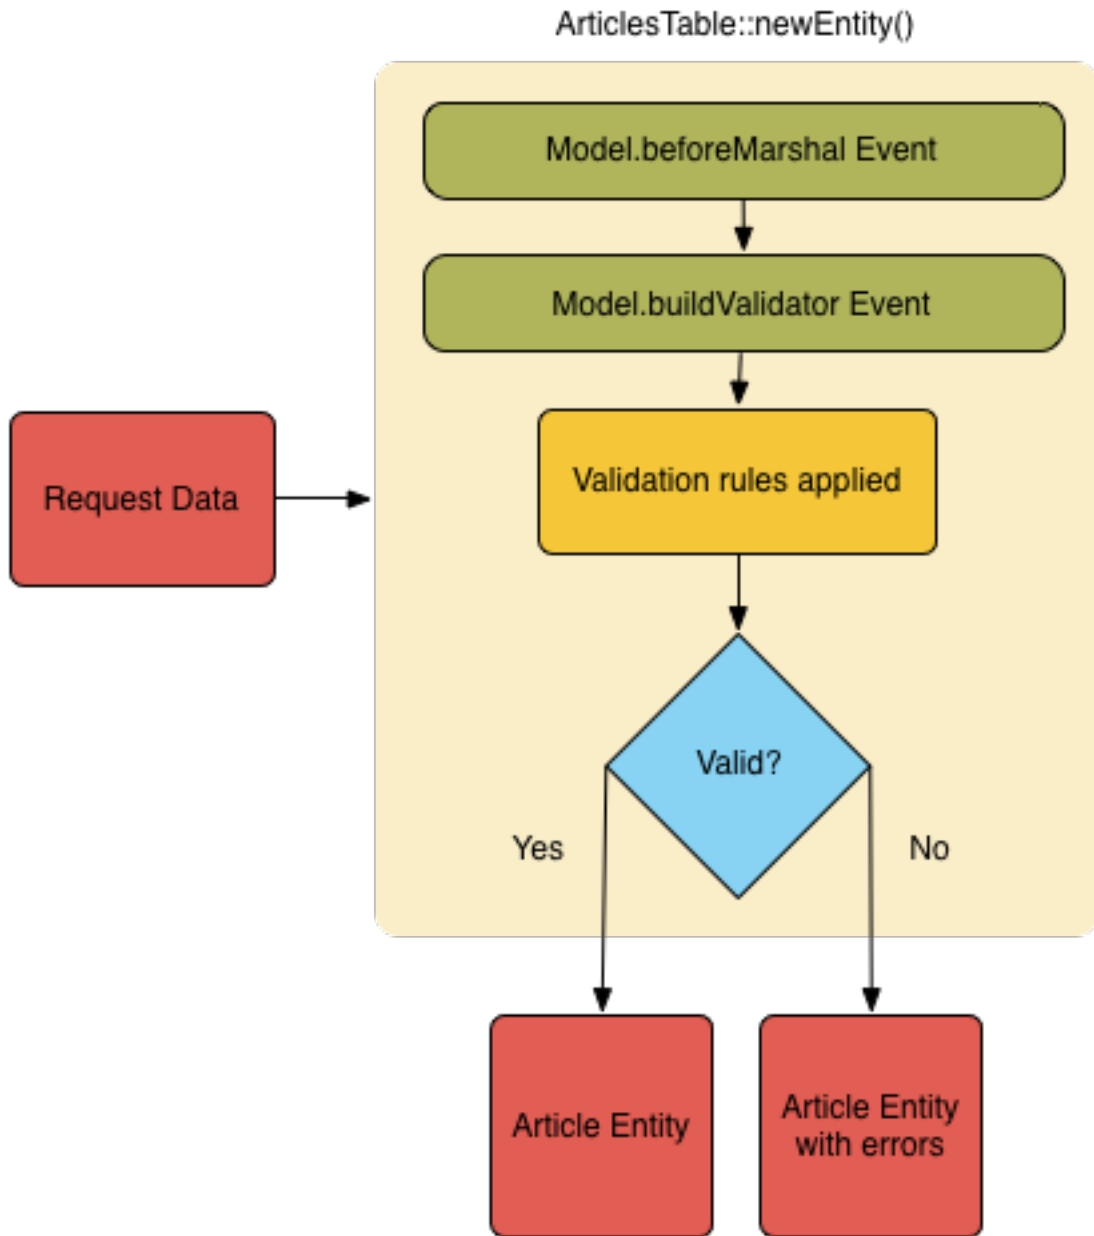 ArticlesTable::newEntity()
Model.beforeMarshal Event
Model.buildValidator Event
Validation rules applied
Request Data
Valid?
Yes
No
Article Entity
Article Entity
with errors